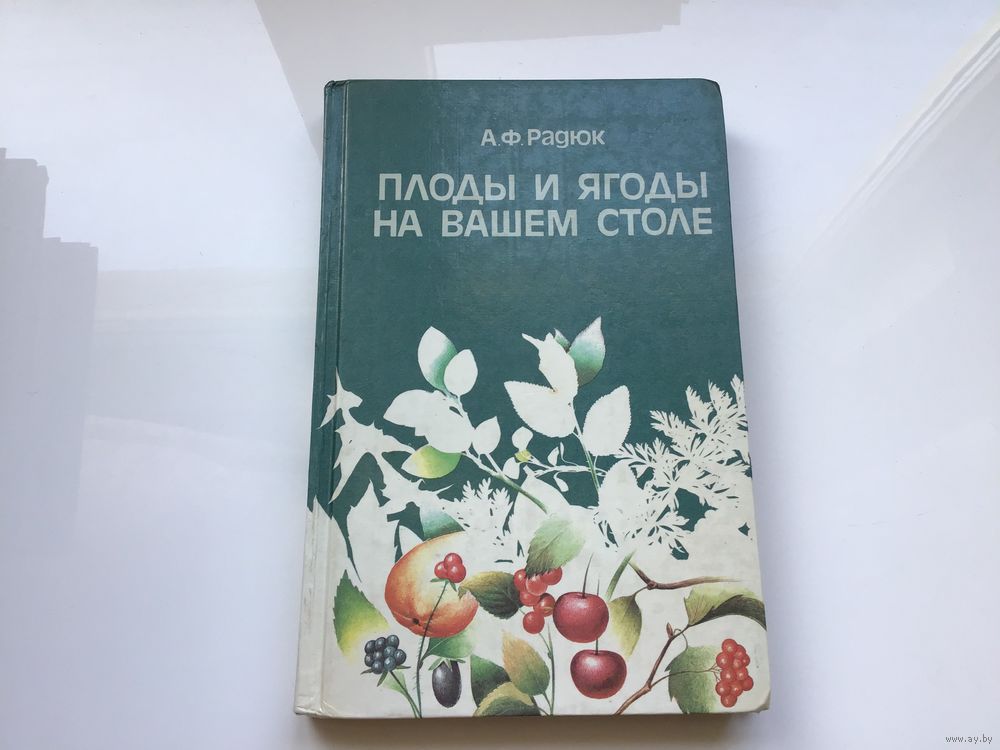 А.Ф. Радюк
ПЛОДЫ И ЯГОДЫ
НА ВАШЕМ СТОЛЕ
www.ay.by